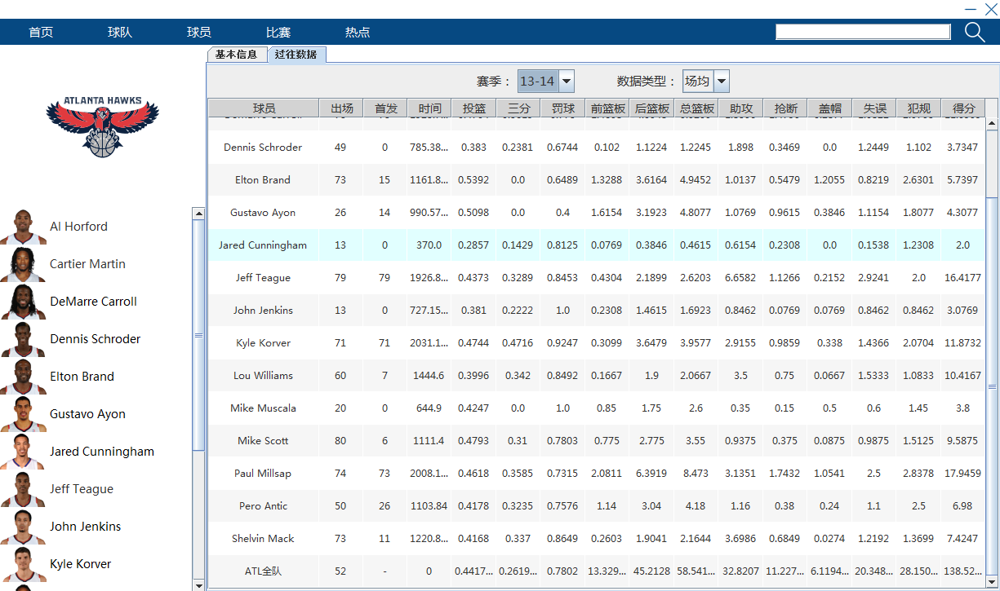 首页 球队 球员 比赛 热点
基本信息 过往数据
赛季： 13-14 数据类型： 场均
ATLANTA HAWKS
球员 出场 首发 时间 投篮 三分 罚球 前篮板 后篮板 总篮板 助攻 抢断 盖帽 失误 犯规 得分
Dennis Schroder 49 0 785.38... 0.383 0.2381 0.6744 0.102 1.1224 1.2245 1.898 0.3469 0.0 1.2449 1.102 3.7347
Elton Brand 73 15 1161.8... 0.5392 0.0 0.6489 1.3288 3.6164 4.9452 1.0137 0.5479 1.2055 0.8219 2.6301 5.7397
Gustavo Ayon 26 14 990.57... 0.5098 0.0 0.4 1.6154 3.1923 4.8077 1.0769 0.9615 0.3846 1.1154 1.8077 4.3077
Jared Cunningham 13 0 370.0 0.2857 0.1429 0.8125 0.0769 0.3846 0.4615 0.6154 0.2308 0.0 0.1538 1.2308 2.0
Jeff Teague 79 79 1926.8... 0.4373 0.3289 0.8453 0.4304 2.1899 2.6203 6.6582 1.1266 0.2152 2.9241 2.0 16.4177
John Jenkins 13 0 727.15... 0.381 0.2222 1.0 0.2308 1.4615 1.6923 0.8462 0.0769 0.0769 0.8462 0.8462 3.0769
Kyle Korver 71 71 2031.1... 0.4744 0.4716 0.9247 0.3099 3.6479 3.9577 2.9155 0.9859 0.338 1.4366 2.0704 11.8732
Lou Williams 60 7 1444.6 0.3996 0.342 0.8492 0.1667 1.9 2.0667 3.5 0.75 0.0667 1.5333 1.0833 10.4167
Mike Muscala 20 0 644.9 0.4247 0.0 1.0 0.85 1.75 2.6 0.35 0.15 0.5 0.6 1.45 3.8
Mike Scott 80 6 1111.4 0.4793 0.31 0.7803 0.775 2.775 3.55 0.9375 0.375 0.0875 0.9875 1.5125 9.5875
Paul Millsap 74 73 2008.1... 0.4618 0.3585 0.7315 2.0811 6.3919 8.473 3.1351 1.7432 1.0541 2.5 2.8378 17.9459
Pero Antic 50 26 1103.84 0.4178 0.3235 0.7576 1.14 3.04 4.18 1.16 0.38 0.24 1.1 2.5 6.98
Shelvin Mack 73 11 1220.8... 0.4168 0.337 0.8649 0.2603 1.9041 2.1644 3.6986 0.6849 0.0274 1.2192 1.3699 7.4247
ATL全队 52 - 0 0.4417... 0.2619... 0.7802 13.329... 45.2128 58.541... 32.8207 11.227... 6.1194... 20.348... 28.150... 138.52...
Al Horford
Cartier Martin
DeMarre Carroll
Dennis Schroder
Elton Brand
Gustavo Ayon
Jared Cunningham
Jeff Teague
John Jenkins
Kyle Korver